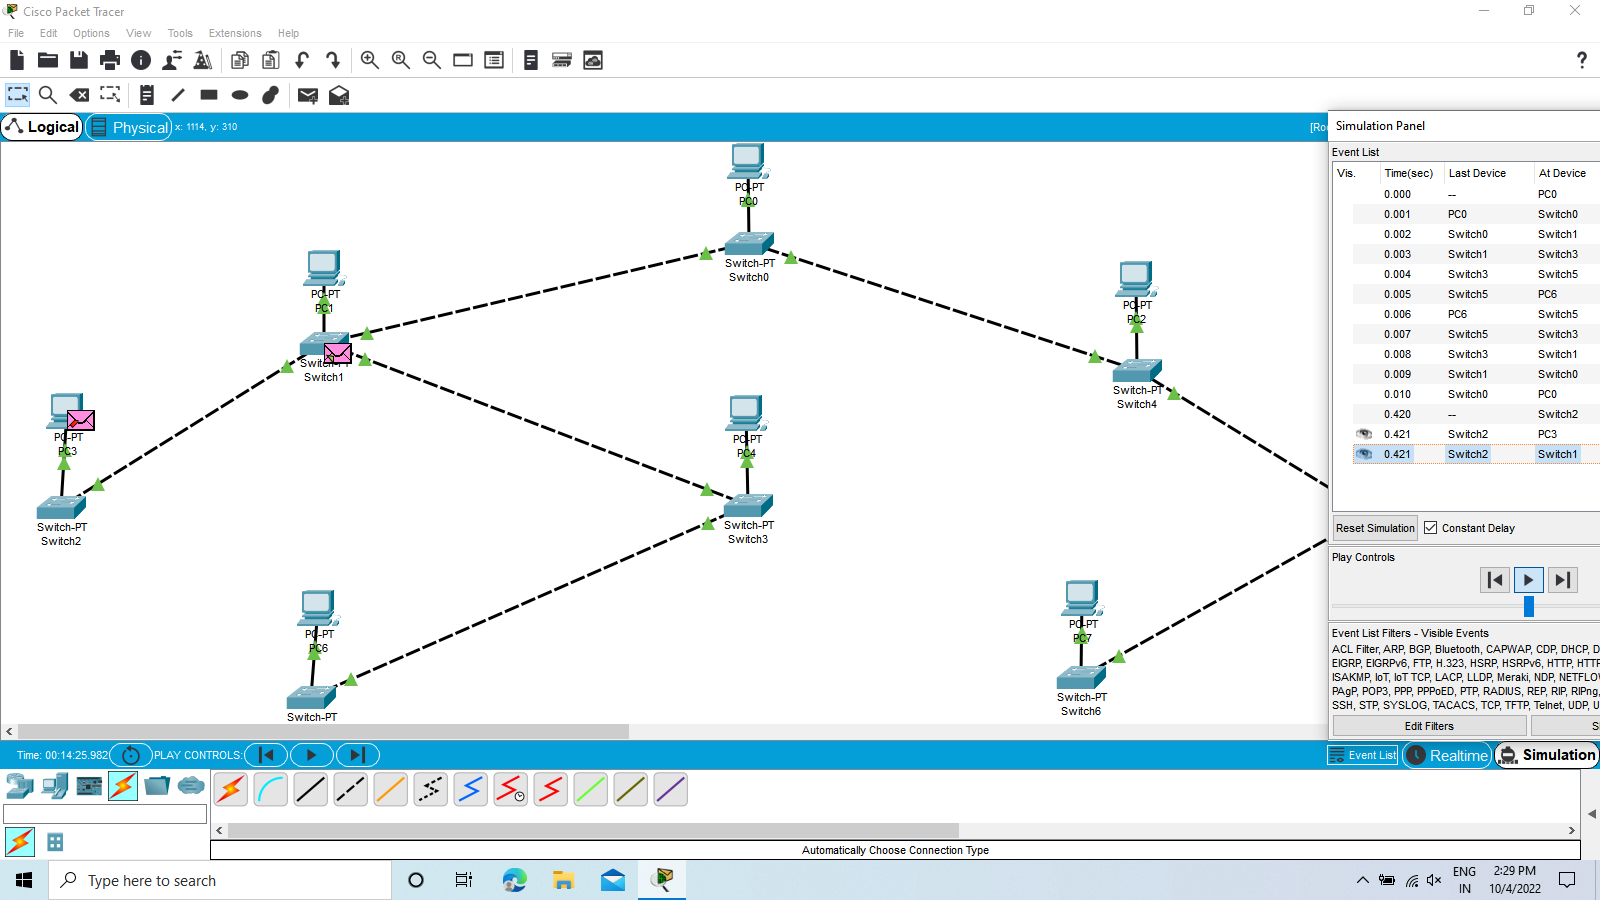 Cisco Packet Tracer
File Edit Options View Tools Extensions Help
Logical Physical x: 1114, y: 310
[Ro
Simulation Panel
Event List
Vis. Time(sec) Last Device At Device
0.000 -- PC0
0.001 PC0 Switch0
0.002 Switch0 Switch1
0.003 Switch1 Switch3
0.004 Switch3 Switch5
0.005 Switch5 PC6
0.006 PC6 Switch5
0.007 Switch5 Switch3
0.008 Switch3 Switch1
0.009 Switch1 Switch0
0.010 Switch0 PC0
0.420 -- Switch2
0.421 Switch2 PC3
0.421 Switch2 Switch1
Reset Simulation Constant Delay
Play Controls
Event List Filters - Visible Events
ACL Filter, ARP, BGP, Bluetooth, CAPWAP, CDP, DHCP, D
EIGRP, EIGRPv6, FTP, H.323, HSRP, HSRPv6, HTTP, HTT
ISAKMP, IoT, IoT TCP, LACP, LLDP, Meraki, NDP, NETFLO
PAgP, POP3, PPP, PPPoED, PTP, RADIUS, REP, RIP, RIPng,
SSH, STP, SYSLOG, TACACS, TCP, TFTP, Telnet, UDP, U
Edit Filters S
PC-PT
PC0
Switch-PT
Switch0
PC-PT
PC1
Switch-PT
Switch1
PC-PT
PC2
Switch-PT
Switch4
PC-PT
PC3
Switch-PT
Switch2
PC-PT
PC4
Switch-PT
Switch3
PC-PT
PC6
Switch-PT
PC-PT
PC7
Switch-PT
Switch6
Time: 00:14:25.982 PLAY CONTROLS:
Event List Realtime Simulation
Automatically Choose Connection Type
Type here to search
ENG
IN
2:29 PM
10/4/2022